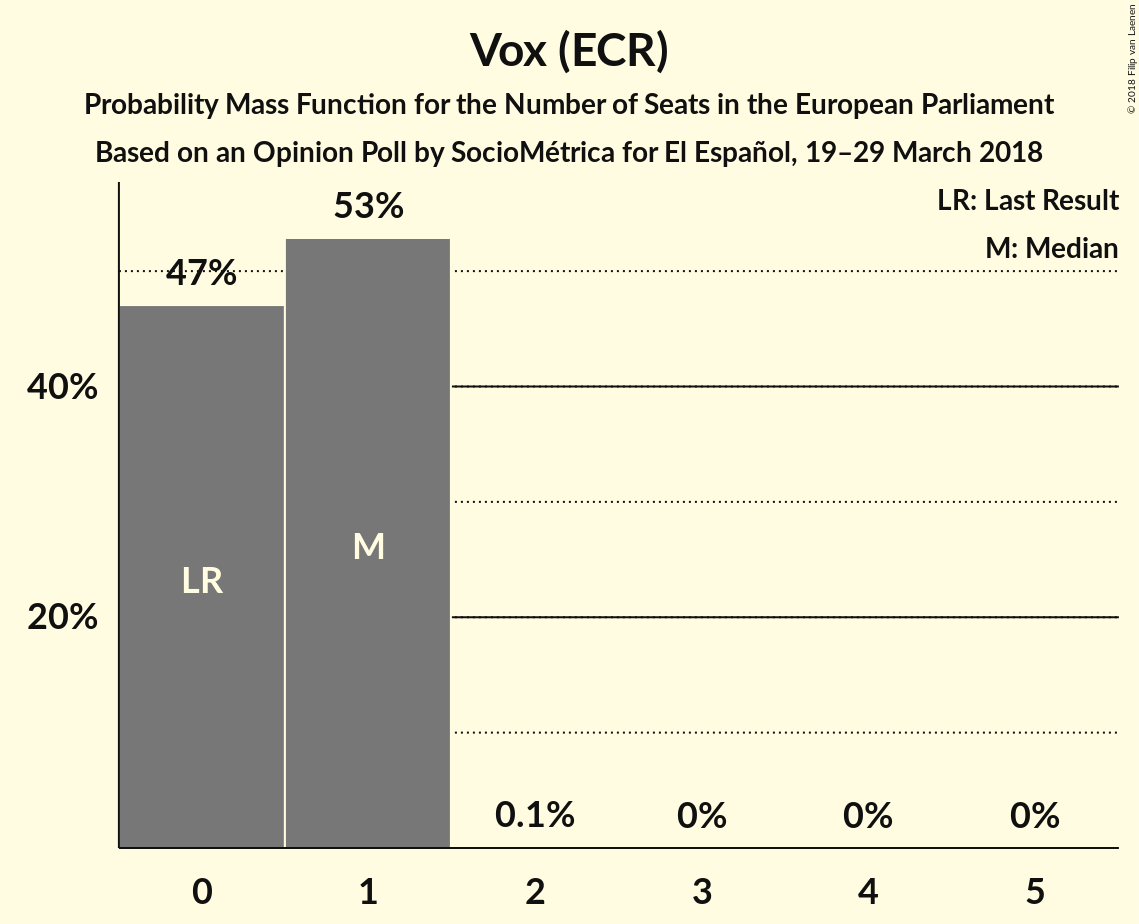 Vox (ECR)
Probability Mass Function for the Number of Seats in the European Parliament
Based on an Opinion Poll by SocioMétrica for El Español, 19–29 March 2018
© 2018 Filip van Laenen
LR: Last Result
M: Median
53%
47%
40%
20%
LR
M
0.1%
0%
0%
0%
0
1
2
3
4
5